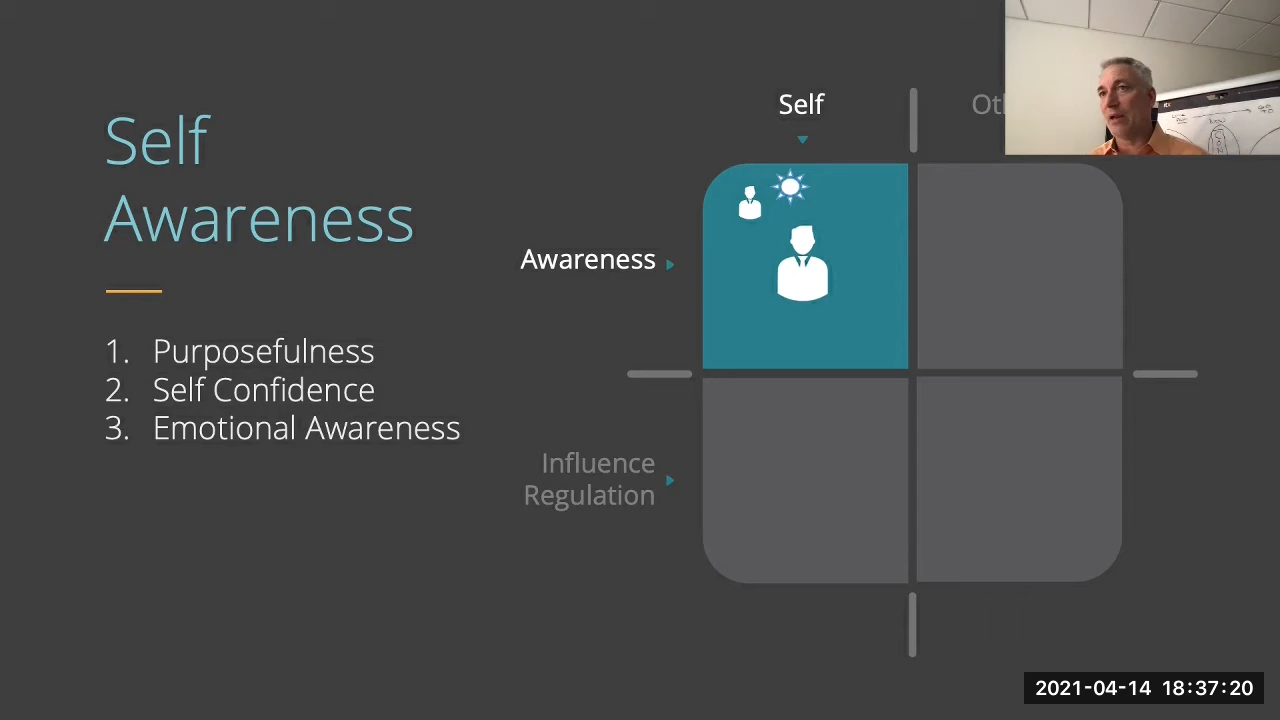 Self
Awareness
1. Purposefulness
2. Self Confidence
3. Emotional Awareness
Self
Awareness
Influence
Regulation
2021-04-14 18:37:20